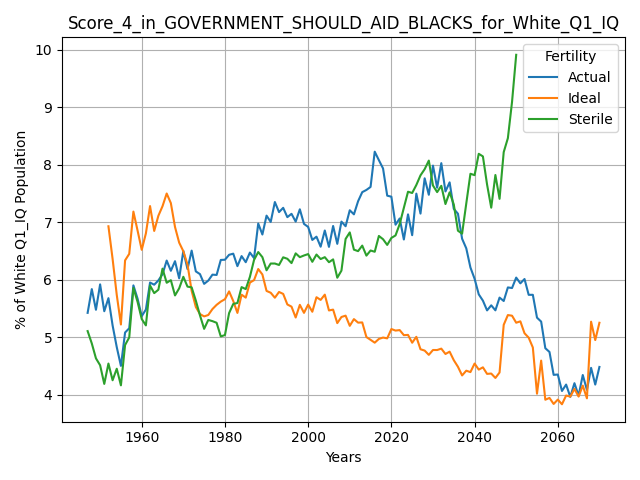 Score_4_in_GOVERNMENT_SHOULD_AID_BLACKS_for_White_Q1_IQ
% of White Q1_IQ Population
10
9
8
7
6
5
4
Fertility
Actual
Ideal
Sterile
1960 1980 2000 2020 2040 2060
Years